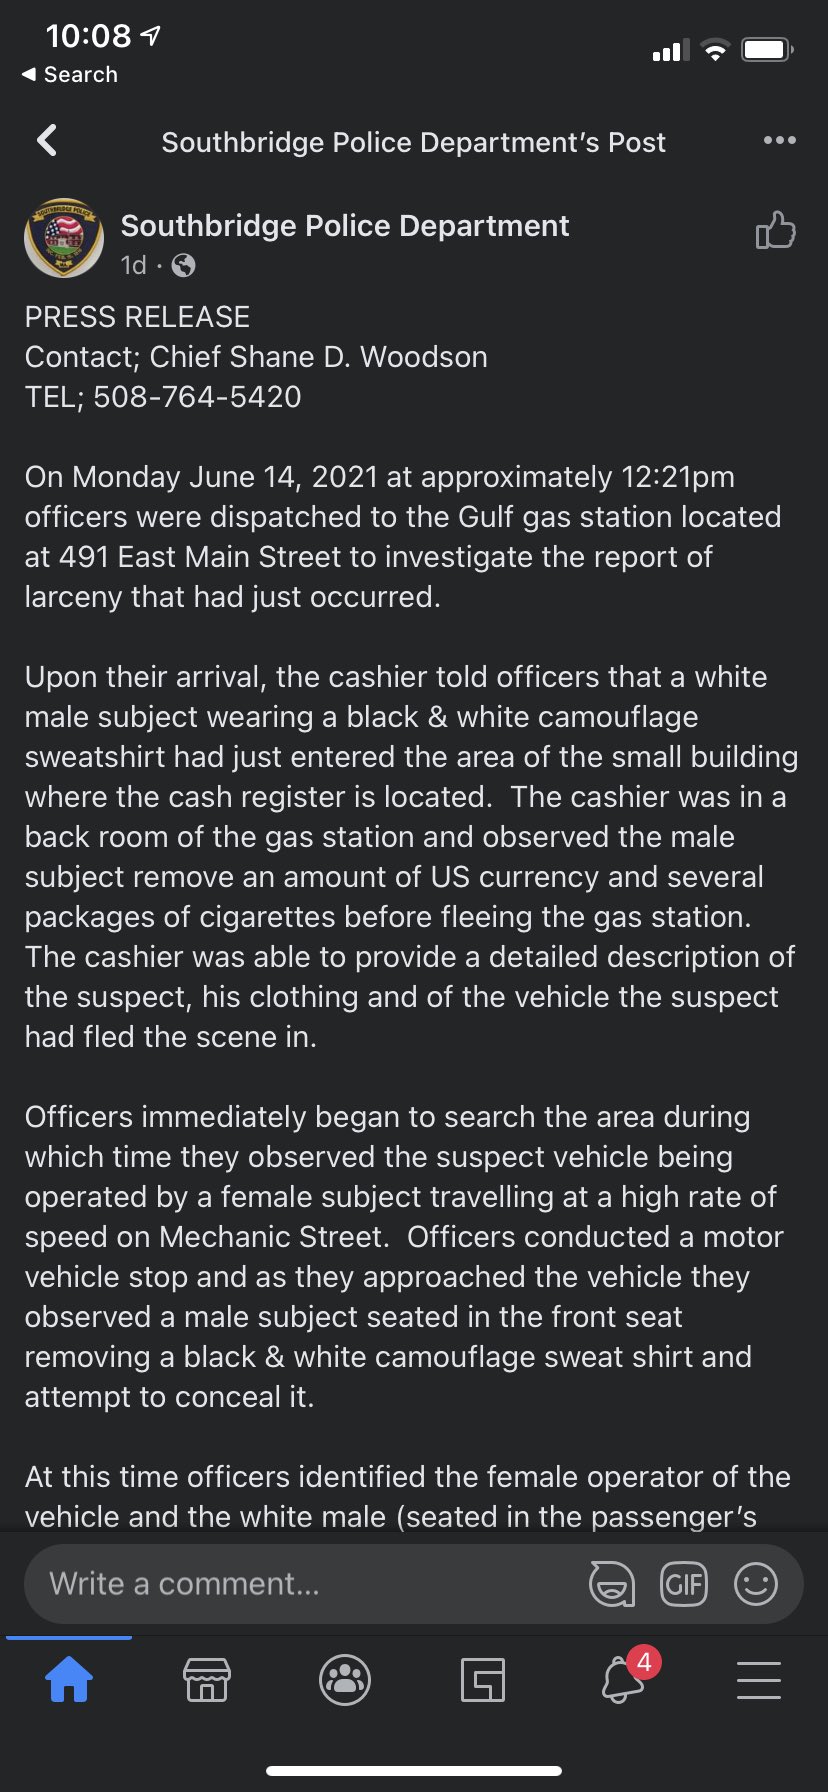 10:08
Search
Southbridge Police Department's Post
Southbridge Police Department
1d ·
PRESS RELEASE
Contact; Chief Shane D. Woodson
TEL; 508-764-5420
On Monday June 14, 2021 at approximately 12:21pm
officers were dispatched to the Gulf gas station located
at 491 East Main Street to investigate the report of
larceny that had just occurred.
Upon their arrival, the cashier told officers that a white
male subject wearing a black & white camouflage
sweatshirt had just entered the area of the small building
where the cash register is located.  The cashier was in a
back room of the gas station and observed the male
subject remove an amount of US currency and several
packages of cigarettes before fleeing the gas station.
The cashier was able to provide a detailed description of
the suspect, his clothing and of the vehicle the suspect
had fled the scene in.
Officers immediately began to search the area during
which time they observed the suspect vehicle being
operated by a female subject travelling at a high rate of
speed on Mechanic Street.  Officers conducted a motor
vehicle stop and as they approached the vehicle they
observed a male subject seated in the front seat
removing a black & white camouflage sweat shirt and
attempt to conceal it.
At this time officers identified the female operator of the
vehicle and the white male (seated in the passenger's
Write a comment...
GIF
4